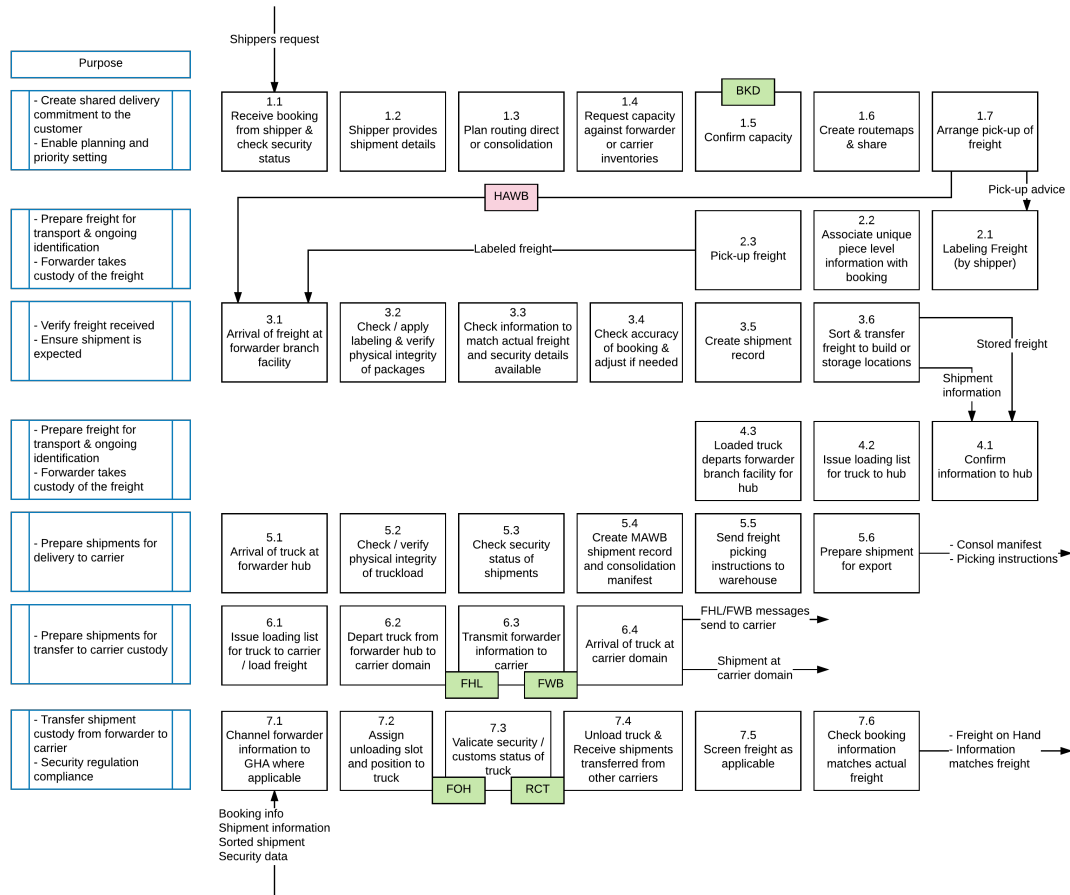 Shippers request
Purpose
- Create shared delivery
commitment to the
customer
- Enable planning and
priority setting
1.1
Receive booking
from shipper &
check security
status
1.2
Shipper provides
shipment details
1.3
Plan routing direct
or consolidation
1.4
Request capacity
against forwarder
or carrier
inventories
BKD
1.5
Confirm capacity
1.6
Create routemaps
& share
1.7
Arrange pick-up of
freight
HAWB
Pick-up advice
- Prepare freight for
transport & ongoing
identification
- Forwarder takes
custody of the freight
Labeled freight
2.3
Pick-up freight
2.2
Associate unique
piece level
information with
booking
2.1
Labeling Freight
(by shipper)
- Verify freight received
- Ensure shipment is
expected
3.1
Arrival of freight at
forwarder branch
facility
3.2
Check / apply
labeling & verify
physical integrity
of packages
3.3
Check information to
match actual freight
and security details
available
3.4
Check accuracy
of booking &
adjust if needed
3.5
Create shipment
record
3.6
Sort & transfer
freight to build or
storage locations
Stored freight
Shipment
information
- Prepare freight for
transport & ongoing
identification
- Forwarder takes
custody of the freight
4.3
Loaded truck
departs forwarder
branch facility for
hub
4.2
Issue loading list
for truck to hub
4.1
Confirm
information to hub
- Prepare shipments for
delivery to carrier
5.1
Arrival of truck at
forwarder hub
5.2
Check / verify
physical integrity
of truckload
5.3
Check security
status of
shipments
5.4
Create MAWB
shipment record
and consolidation
manifest
5.5
Send freight
picking
instructions to
warehouse
5.6
Prepare shipment
for export
- Consol manifest
- Picking instructions
- Prepare shipments for
transfer to carrier custody
6.1
Issue loading list
for truck to carrier
/ load freight
6.2
Depart truck from
forwarder hub to
carrier domain
6.3
Transmit forwarder
information to
carrier
FHL
FWB
6.4
Arrival of truck at
carrier domain
FHL/FWB messages
send to carrier
Shipment at
carrier domain
- Transfer shipment
custody from forwarder to
carrier
- Security regulation
compliance
7.1
Channel forwarder
information to
GHA where
applicable
7.2
Assign
unloading slot
and position to
truck
7.3
Valicate security /
customs status of
truck
FOH
RCT
7.4
Unload truck &
Receive shipments
transferred from
other carriers
7.5
Screen freight as
applicable
7.6
Check booking
information
matches actual
freight
- Freight on Hand
- Information
matches freight
Booking info
Shipment information
Sorted shipment
Security data